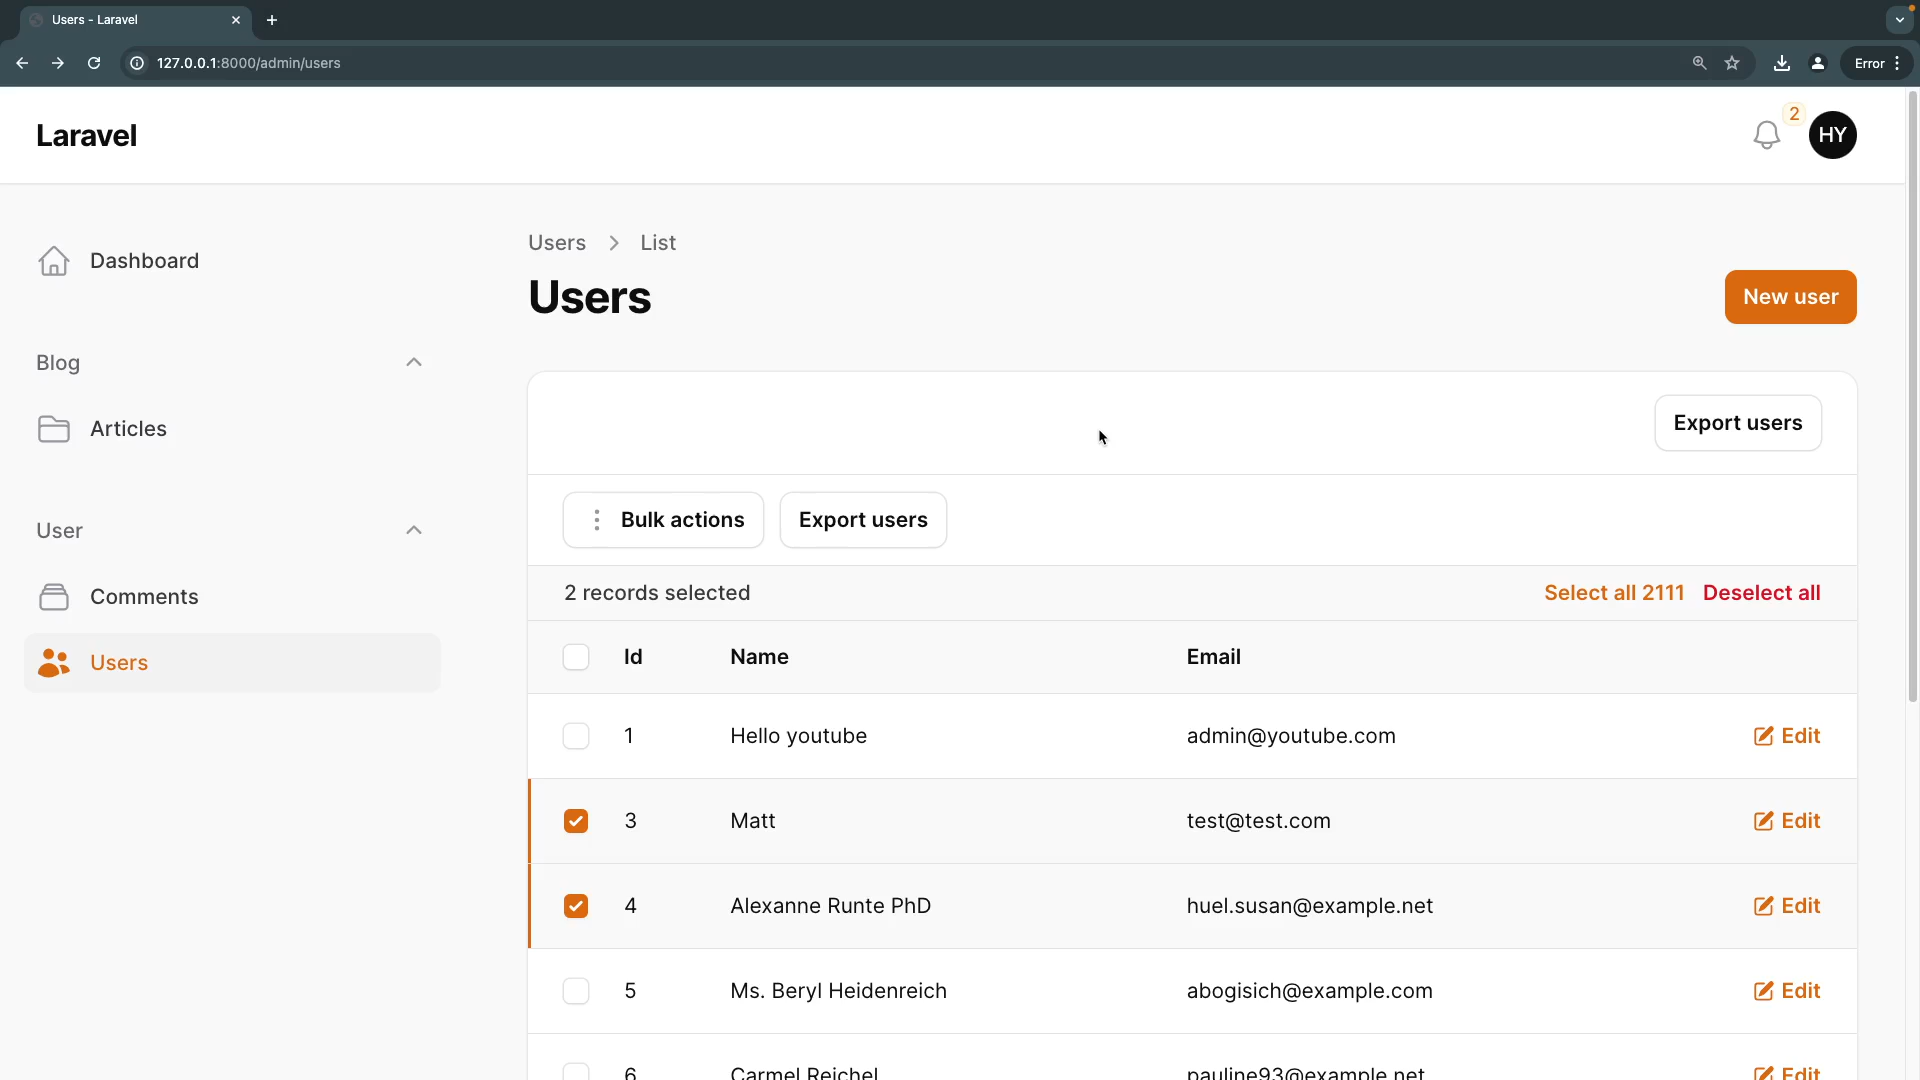 Users - Laravel
127.0.0.1:8000/admin/users
Error
Laravel
2
HY
Dashboard
Blog
Articles
User
Comments
Users
Users > List
Users
New user
Export users
Bulk actions
Export users
2 records selected
Select all 2111 Deselect all
Id Name Email
1 Hello youtube admin@youtube.com Edit
3 Matt test@test.com Edit
4 Alexanne Runte PhD huel.susan@example.net Edit
5 Ms. Beryl Heidenreich abogisich@example.com Edit
6 Carmel Reichel pauline93@example.net Edit